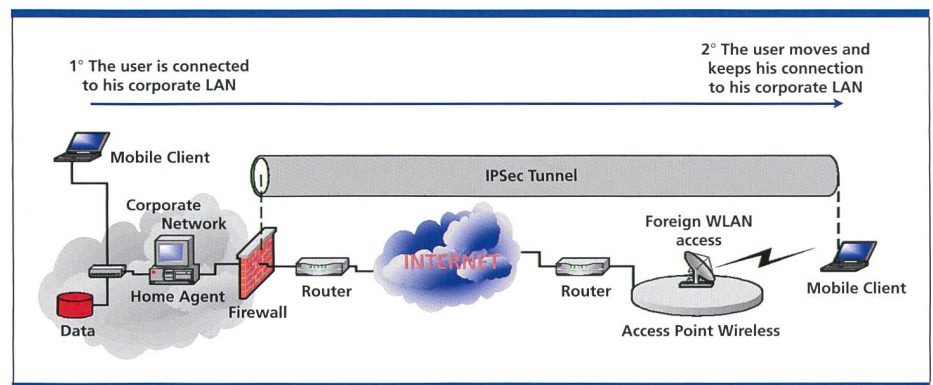 1° The user is connected
to his corporate LAN
2° The user moves and
keeps his connection
to his corporate LAN
Mobile Client
IPSec Tunnel
Corporate
Network
Foreign WLAN
access
INTERNET
Home Agent
Firewall
Router
Router
Mobile Client
Data
Access Point Wireless